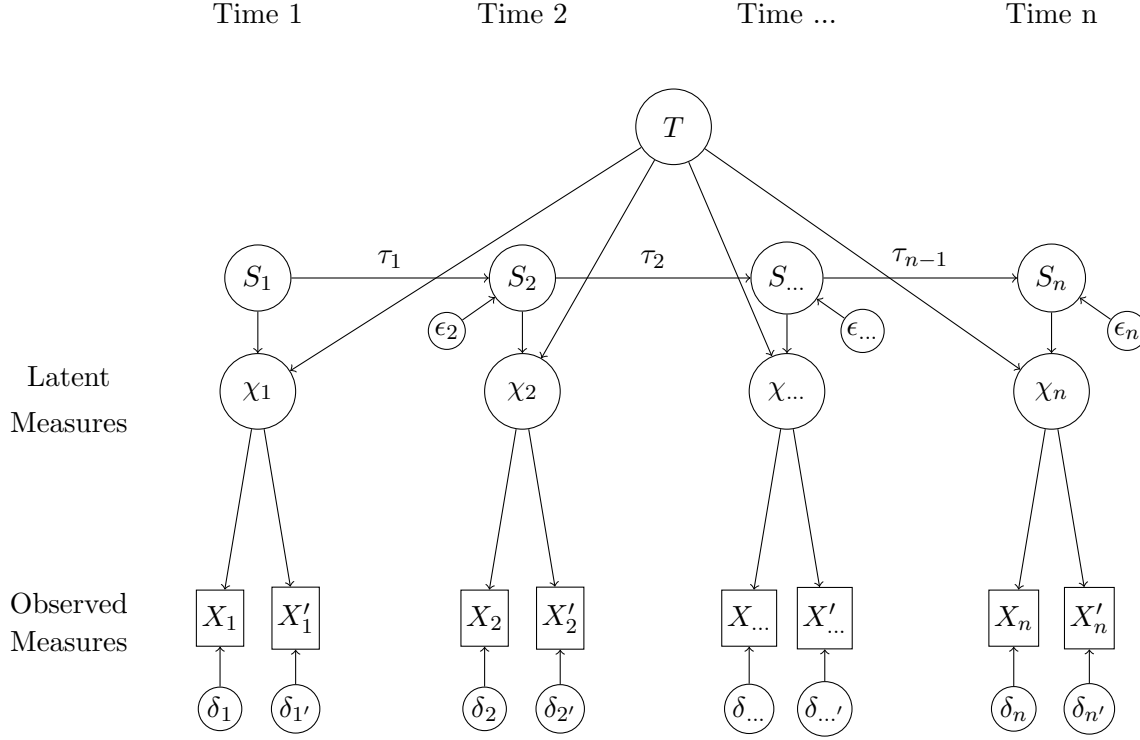 Time 1 Time 2 Time ... Time n
T
τ₁ τ₂ τₙ₋₁
S₁ S₂ S... Sₙ
ϵ₂ ϵ... ϵₙ
Latent
Measures
χ₁ χ₂ χ... χₙ
Observed
Measures
X₁ X′₁ X₂ X′₂ X... X′... Xₙ X′ₙ
δ₁ δ₁′ δ₂ δ₂′ δ... δ...′ δₙ δₙ′